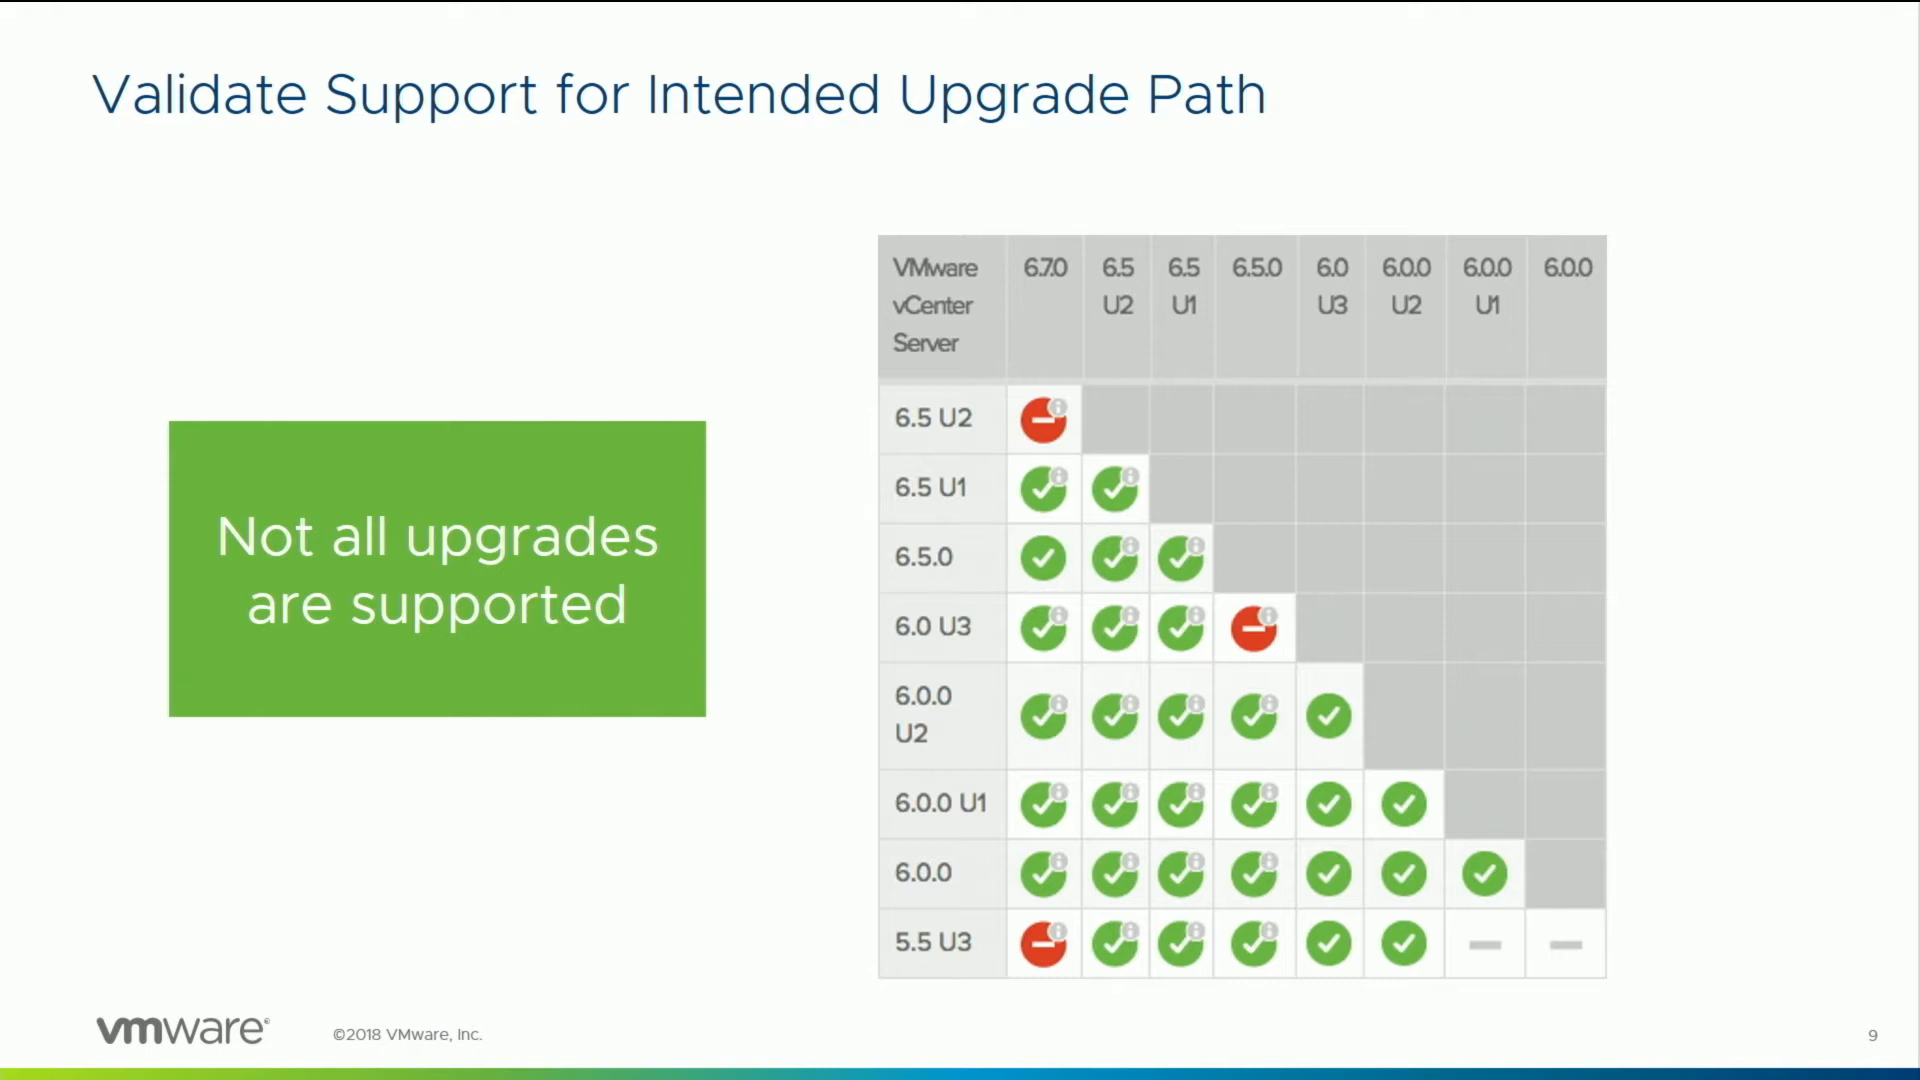 Validate Support for Intended Upgrade Path
Not all upgrades
are supported
VMware
vCenter
Server
6.7.0
6.5
U2
6.5
U1
6.5.0
6.0
U3
6.0.0
U2
6.0.0
U1
6.0.0
6.5 U2
6.5 U1
6.5.0
6.0 U3
6.0.0
U2
6.0.0 U1
6.0.0
5.5 U3
vmware®
©2018 VMware, Inc.
9